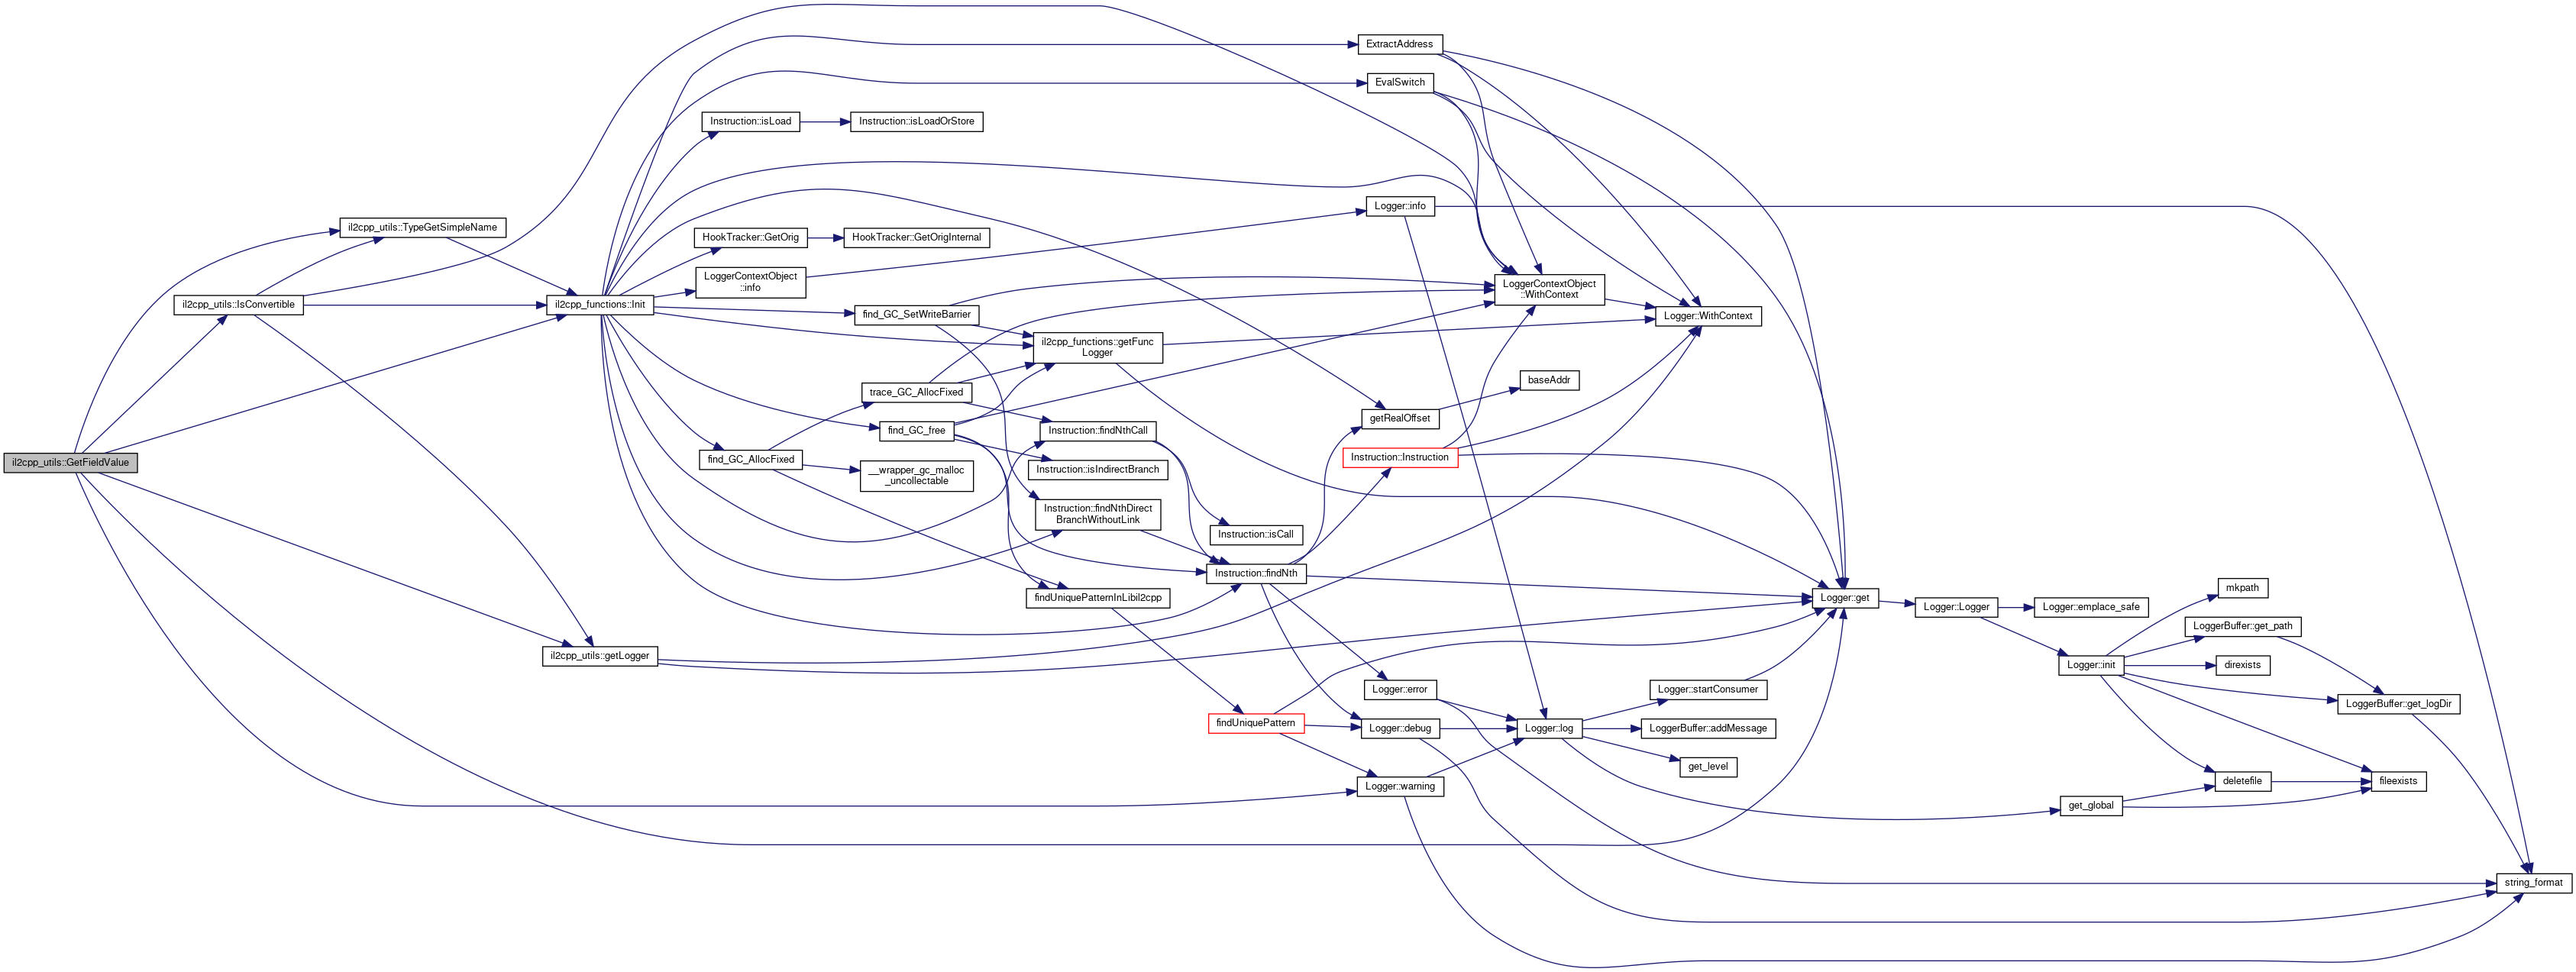 il2cpp_utils::GetFieldValue
il2cpp_utils::IsConvertible
il2cpp_utils::TypeGetSimpleName
il2cpp_functions::Init
il2cpp_utils::getLogger
Instruction::isLoad
Instruction::isLoadOrStore
HookTracker::GetOrig
HookTracker::GetOrigInternal
LoggerContextObject
::info
find_GC_SetWriteBarrier
trace_GC_AllocFixed
find_GC_free
find_GC_AllocFixed
__wrapper_gc_malloc
_uncollectable
il2cpp_functions::getFunc
Logger
Instruction::findNthCall
Instruction::isIndirectBranch
Instruction::findNthDirect
BranchWithoutLink
findUniquePatternInLibil2cpp
Instruction::isCall
Instruction::findNth
findUniquePattern
ExtractAddress
EvalSwitch
Logger::info
getRealOffset
Instruction::Instruction
Logger::error
Logger::debug
Logger::warning
LoggerContextObject
::WithContext
baseAddr
Logger::log
Logger::WithContext
Logger::startConsumer
LoggerBuffer::addMessage
get_level
Logger::get
Logger::Logger
Logger::emplace_safe
Logger::init
get_global
mkpath
LoggerBuffer::get_path
direxists
deletefile
LoggerBuffer::get_logDir
fileexists
string_format